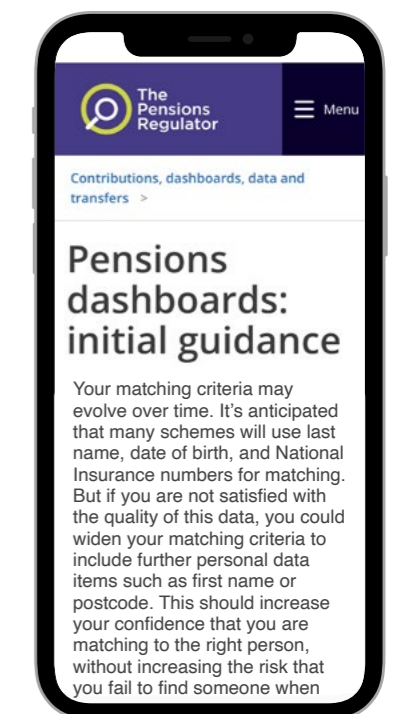 The
Pensions
Regulator
Menu
Contributions, dashboards, data and
transfers >
Pensions
dashboards:
initial guidance
Your matching criteria may
evolve over time. It’s anticipated
that many schemes will use last
name, date of birth, and National
Insurance numbers for matching.
But if you are not satisfied with
the quality of this data, you could
widen your matching criteria to
include further personal data
items such as first name or
postcode. This should increase
your confidence that you are
matching to the right person,
without increasing the risk that
you fail to find someone when